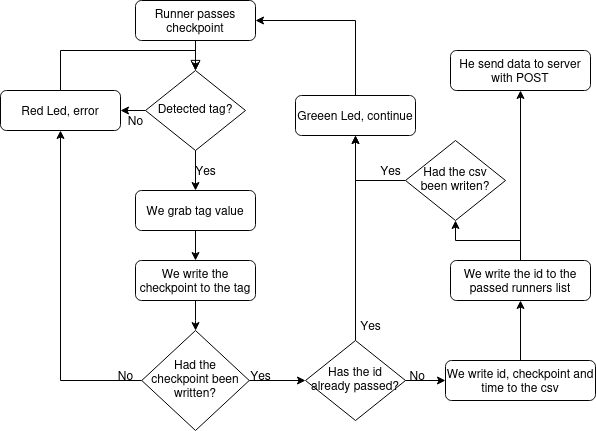 Runner passes
checkpoint
He send data to server
with POST
Red Led, error
Detected tag?
Greeen Led, continue
No
Yes
Yes
Had the csv
been writen?
We grab tag value
We write the
checkpoint to the tag
We write the id to the
passed runners list
Yes
Had the
checkpoint been
written?
No
Yes
Has the id
already passed?
No
We write id, checkpoint and
time to the csv